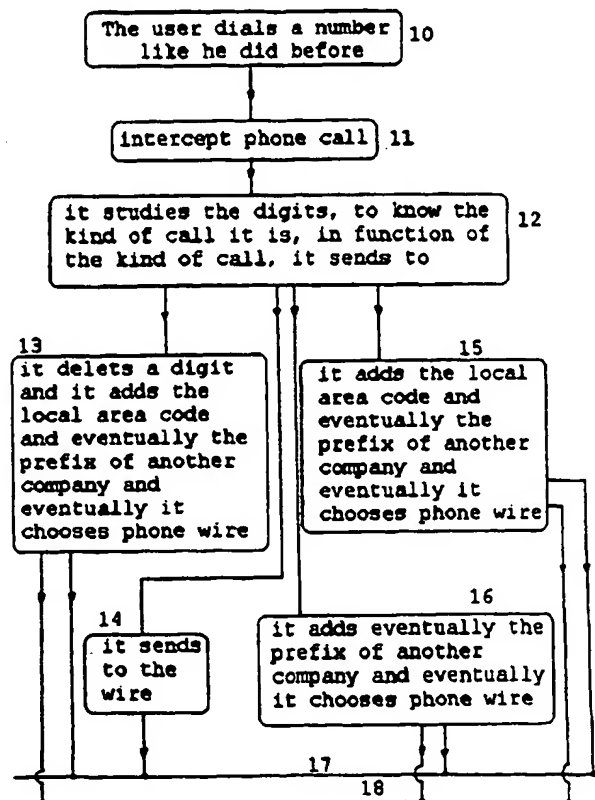 The user dials a number
like he did before
10
intercept phone call
11
it studies the digits, to know the
kind of call it is, in function of
the kind of call, it sends to
12
13
it delets a digit
and it adds the
local area code
and eventually the
prefix of another
company and
eventually it
chooses phone wire
15
it adds the local
area code and
eventually the
prefix of another
company and
eventually it
chooses phone wire
14
it sends
to the
wire
16
it adds eventually the
prefix of another
company and eventually
it chooses phone wire
17
18